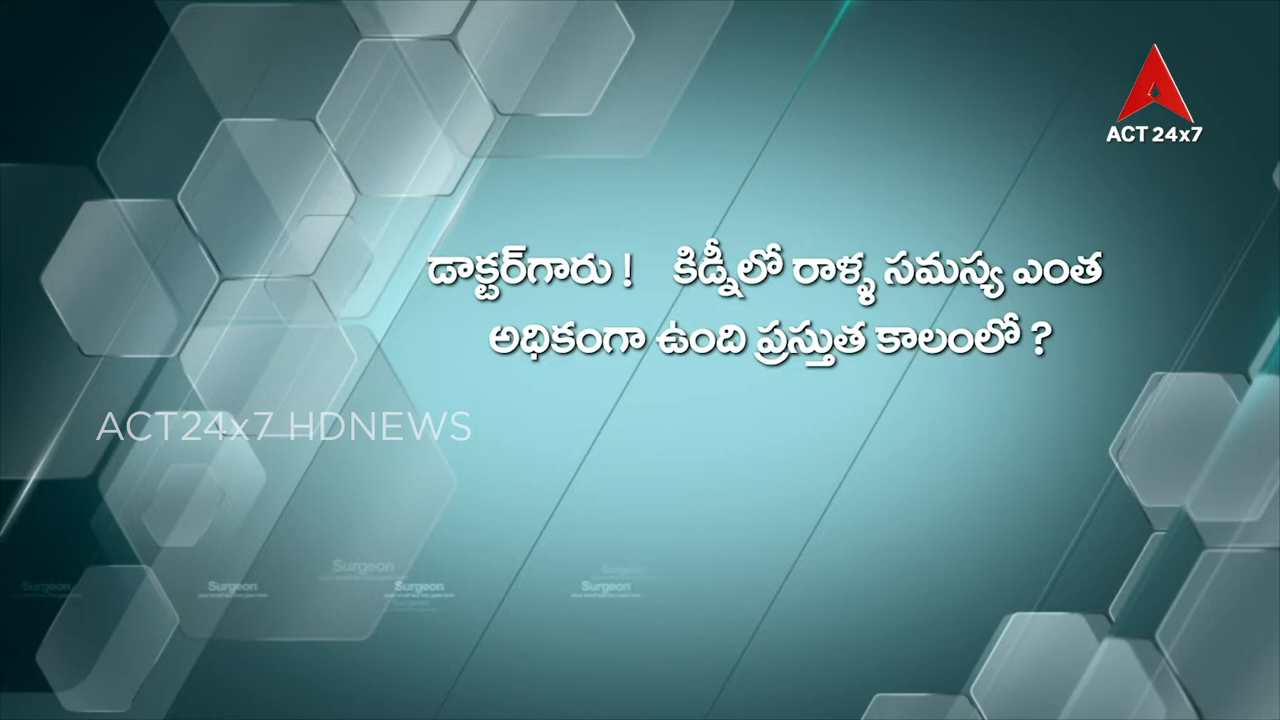 ACT 24x7
డాక్టర్‌గారు ! కిడ్నీలో రాళ్ళ సమస్య ఎంత
అధికంగా ఉంది ప్రస్తుత కాలంలో ?
ACT24x7 HDNEWS
Surgeon
Surgeon
Surgeon
Surgeon
Surgeon